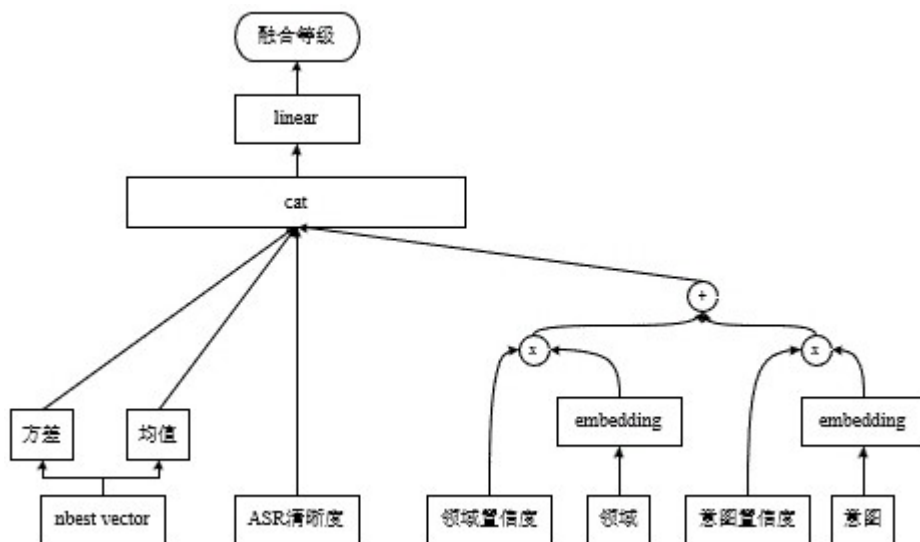 融合等级
linear
cat
+
x
x
方差
均值
embedding
embedding
nbest vector
ASR清晰度
领域置信度
领域
意图置信度
意图